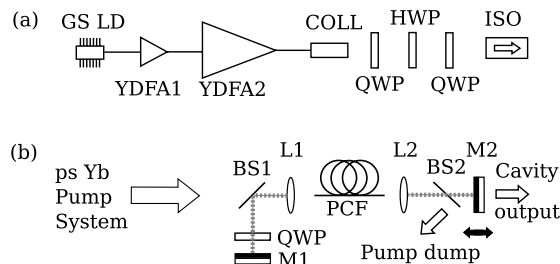 (a) GS LD COLL HWP ISO
YDFA1 YDFA2 QWP QWP
(b) BS1 L1 L2 BS2 M2
ps Yb
Pump
System
PCF
Cavity
output
QWP
M1
Pump dump